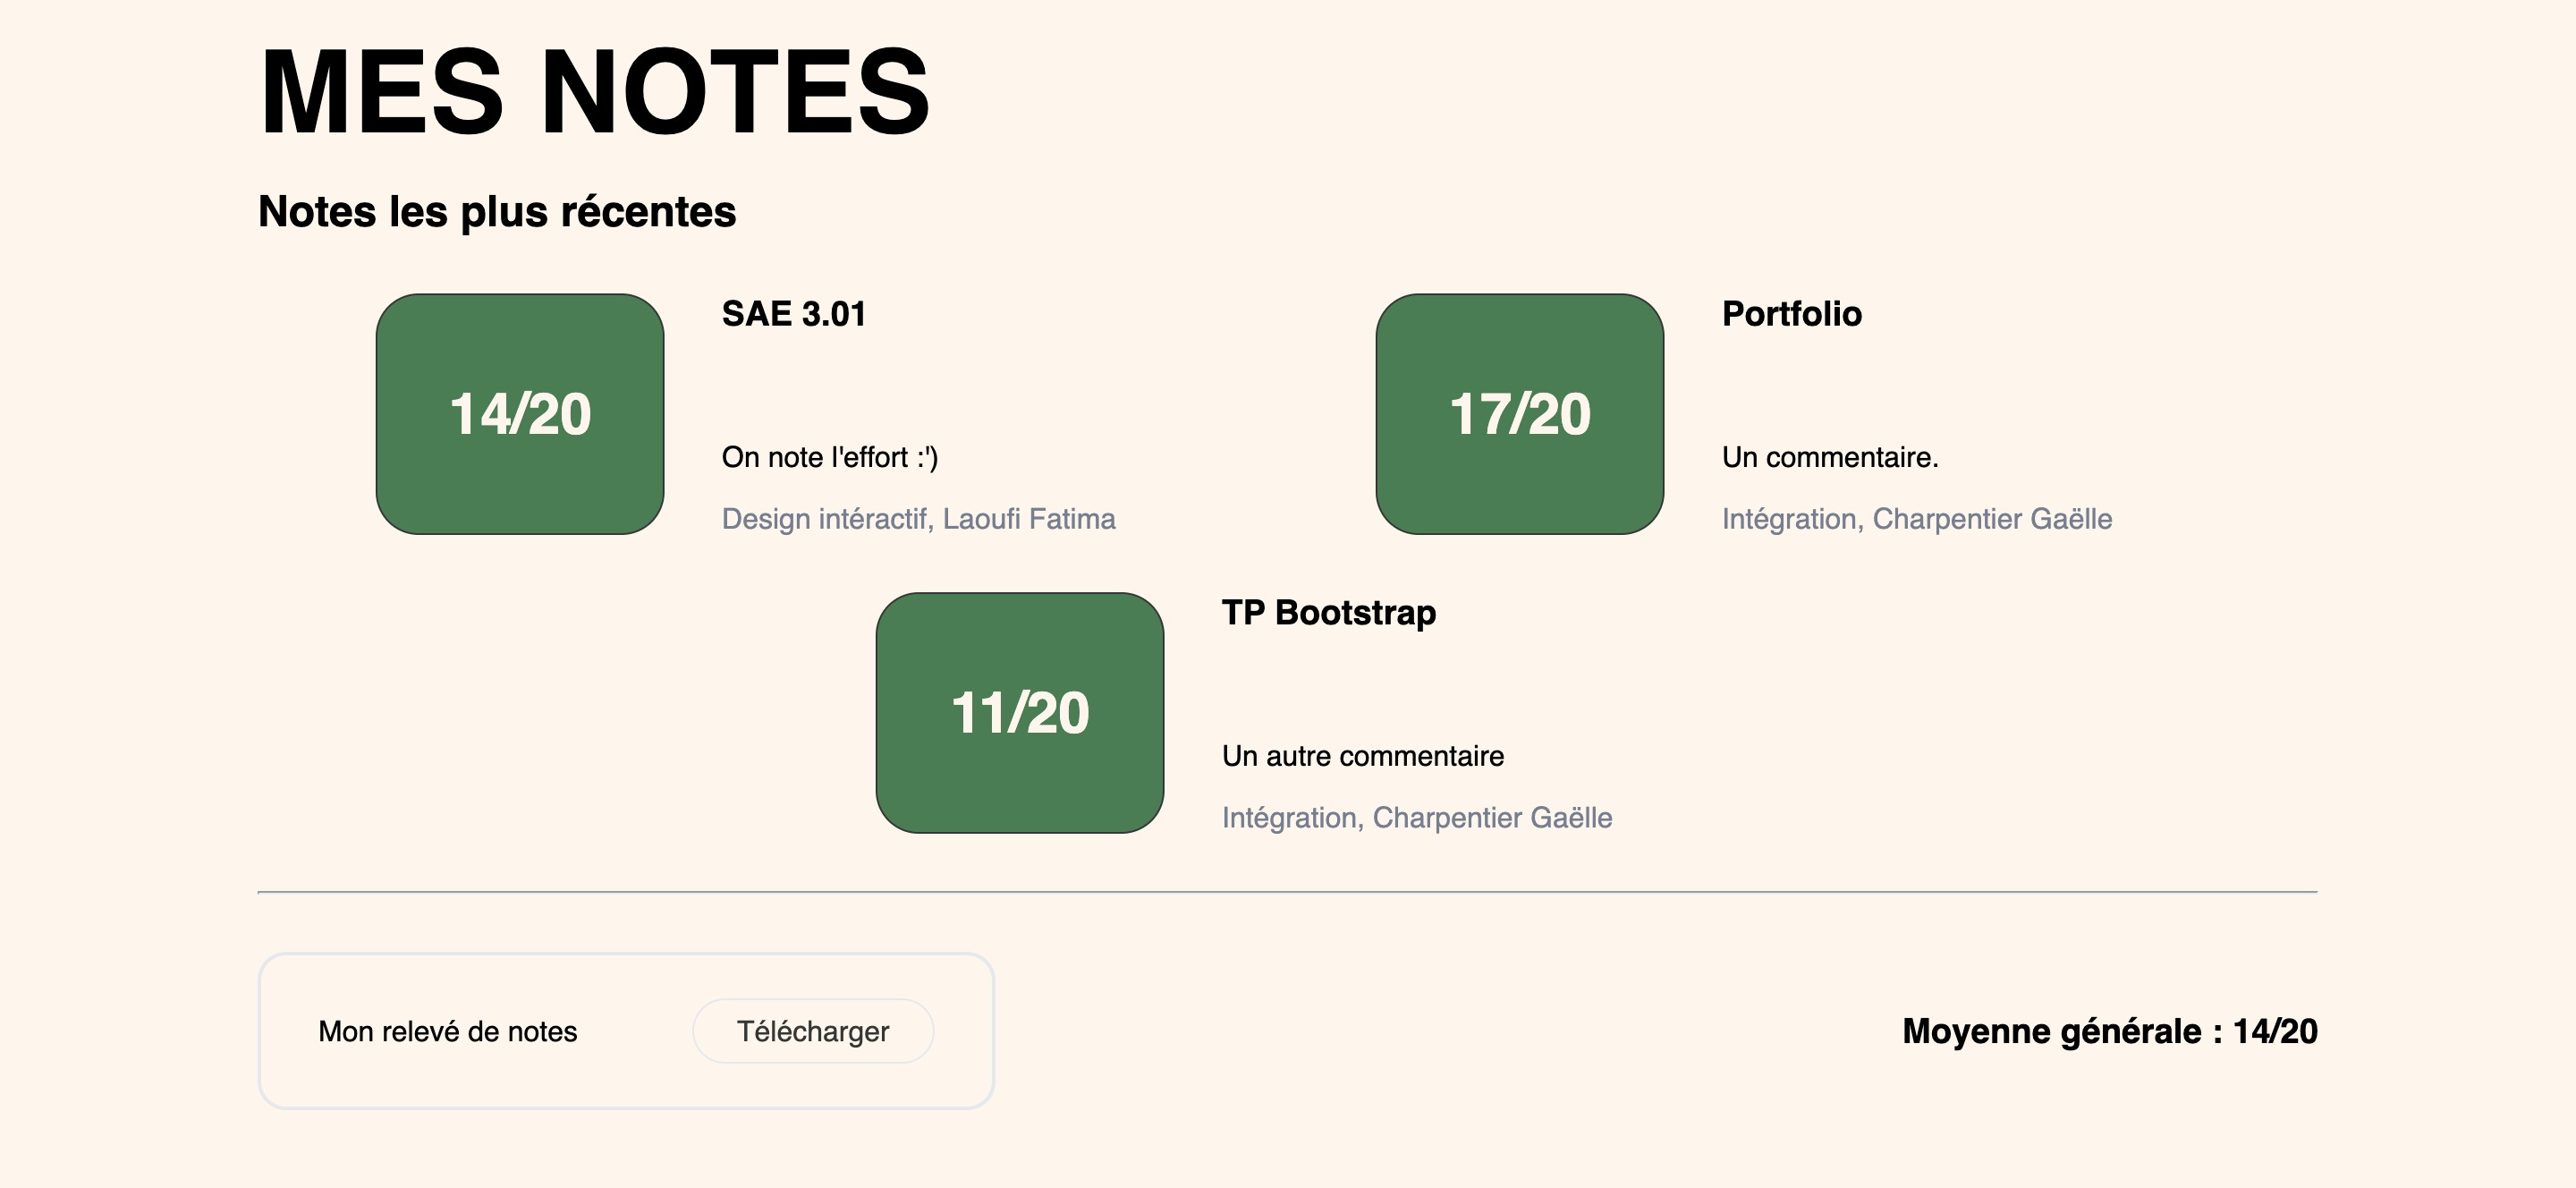 MES NOTES
Notes les plus récentes
14/20
SAE 3.01
On note l'effort :')
Design intéractif, Laoufi Fatima
17/20
Portfolio
Un commentaire.
Intégration, Charpentier Gaëlle
11/20
TP Bootstrap
Un autre commentaire
Intégration, Charpentier Gaëlle
Mon relevé de notes
Télécharger
Moyenne générale : 14/20